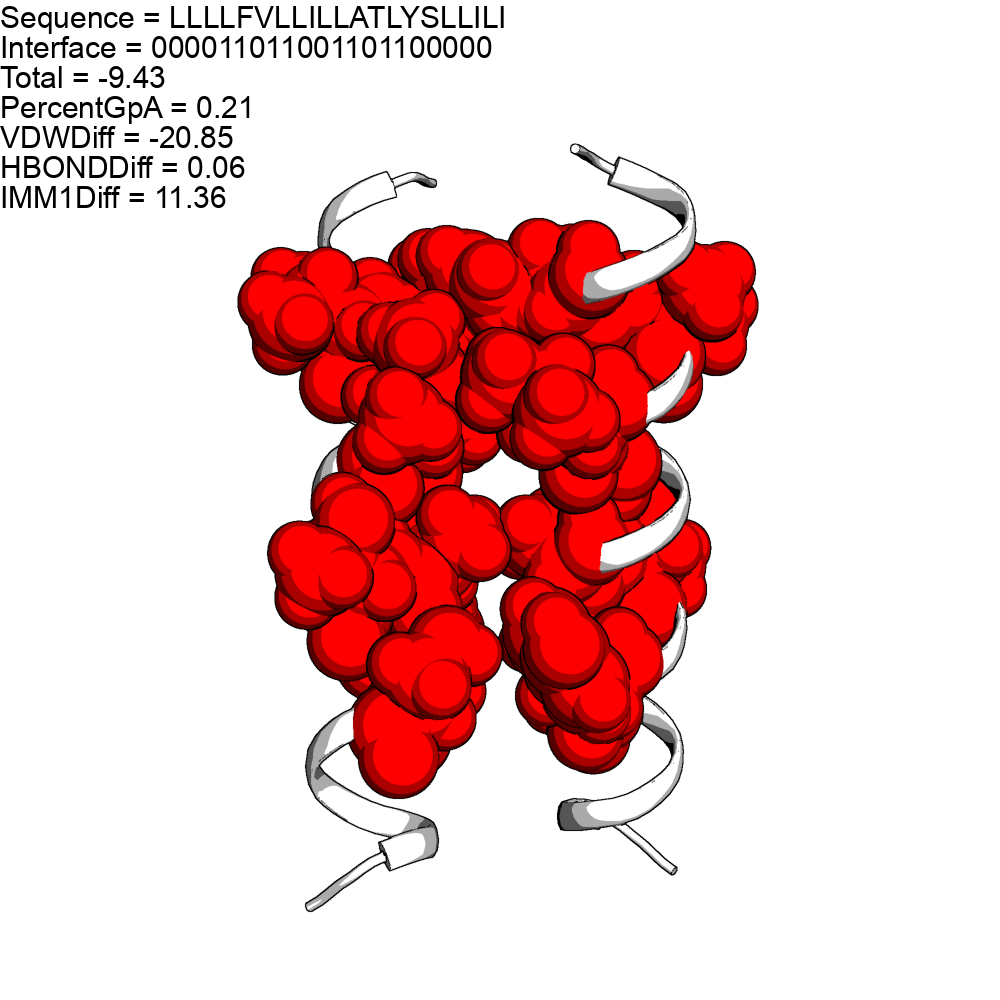 Sequence = LLLLFVLLILLATLYSLLILI
Interface = 000011011001101100000
Total = -9.43
PercentGpA = 0.21
VDWDiff = -20.85
HBONDDiff = 0.06
IMM1Diff = 11.36